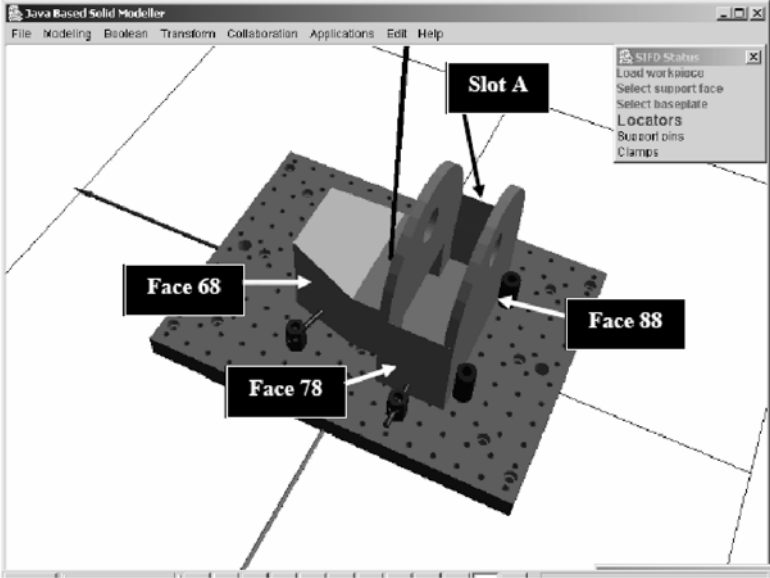 Java Based Solid Modeller
File Modeling Boolean Transform Collaboration Applications Edit Help
SIFD Status
Load workpiece
Select support face
Select baseplate
Locators
Support pins
Clamps
Slot A
Face 68
Face 88
Face 78